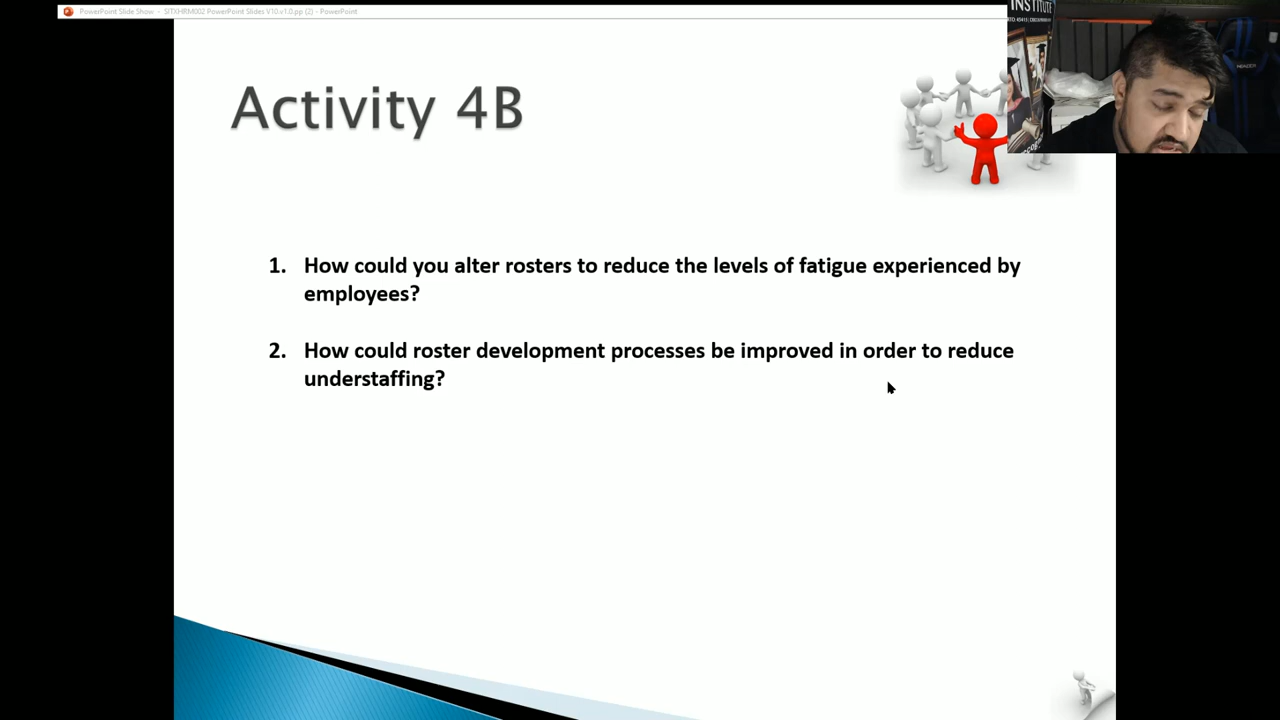 PowerPoint Slide Show - SITXHRM002 PowerPoint Slides V10.v1.0.pp (2) - PowerPoint
INSTITUTE
Activity 4B
1. How could you alter rosters to reduce the levels of fatigue experienced by
employees?
2. How could roster development processes be improved in order to reduce
understaffing?